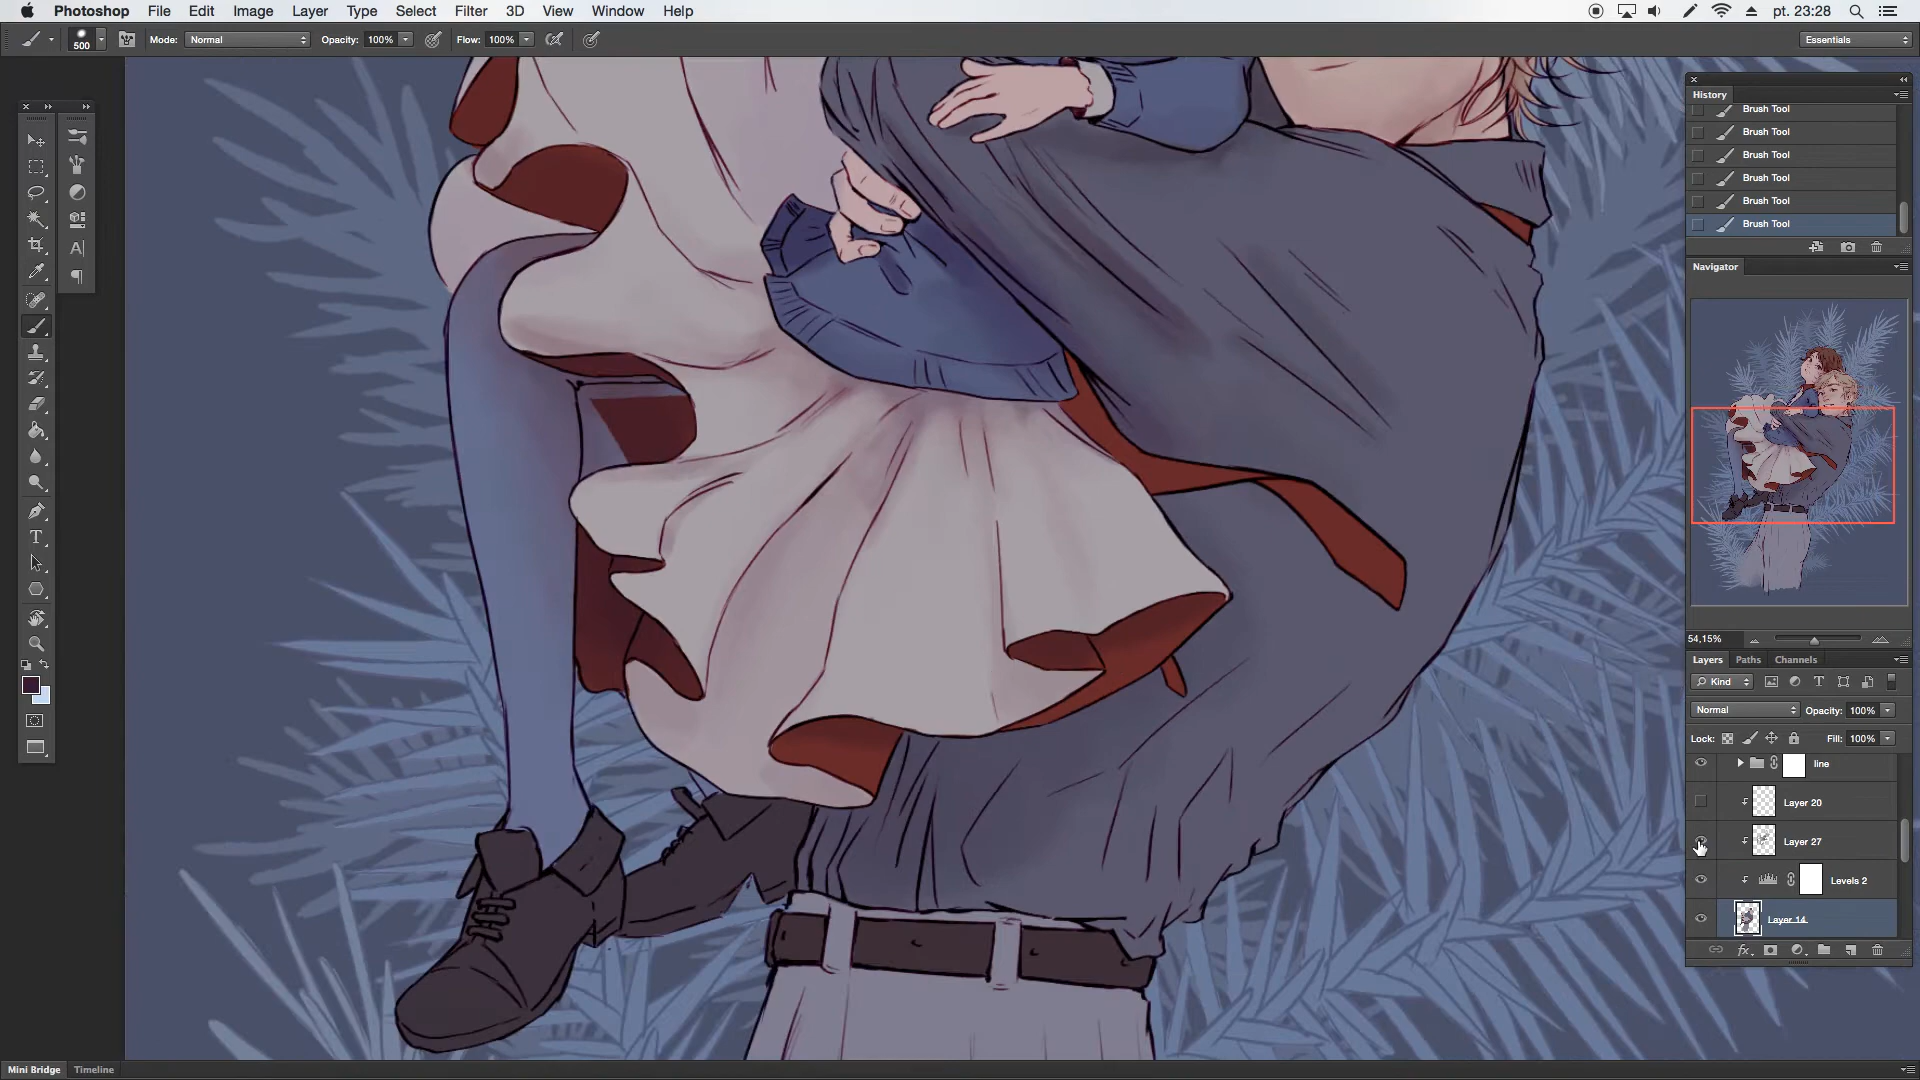 Photoshop File Edit Image Layer Type Select Filter 3D View Window Help pt. 23:28
500 Mode: Normal Opacity: 100% Flow: 100% Essentials
History
Brush Tool
Brush Tool
Brush Tool
Brush Tool
Brush Tool
Brush Tool
Navigator
54,15%
Layers Paths Channels
Kind
Normal Opacity: 100%
Lock: Fill: 100%
line
Layer 20
Layer 27
Levels 2
Layer 14
Mini Bridge Timeline